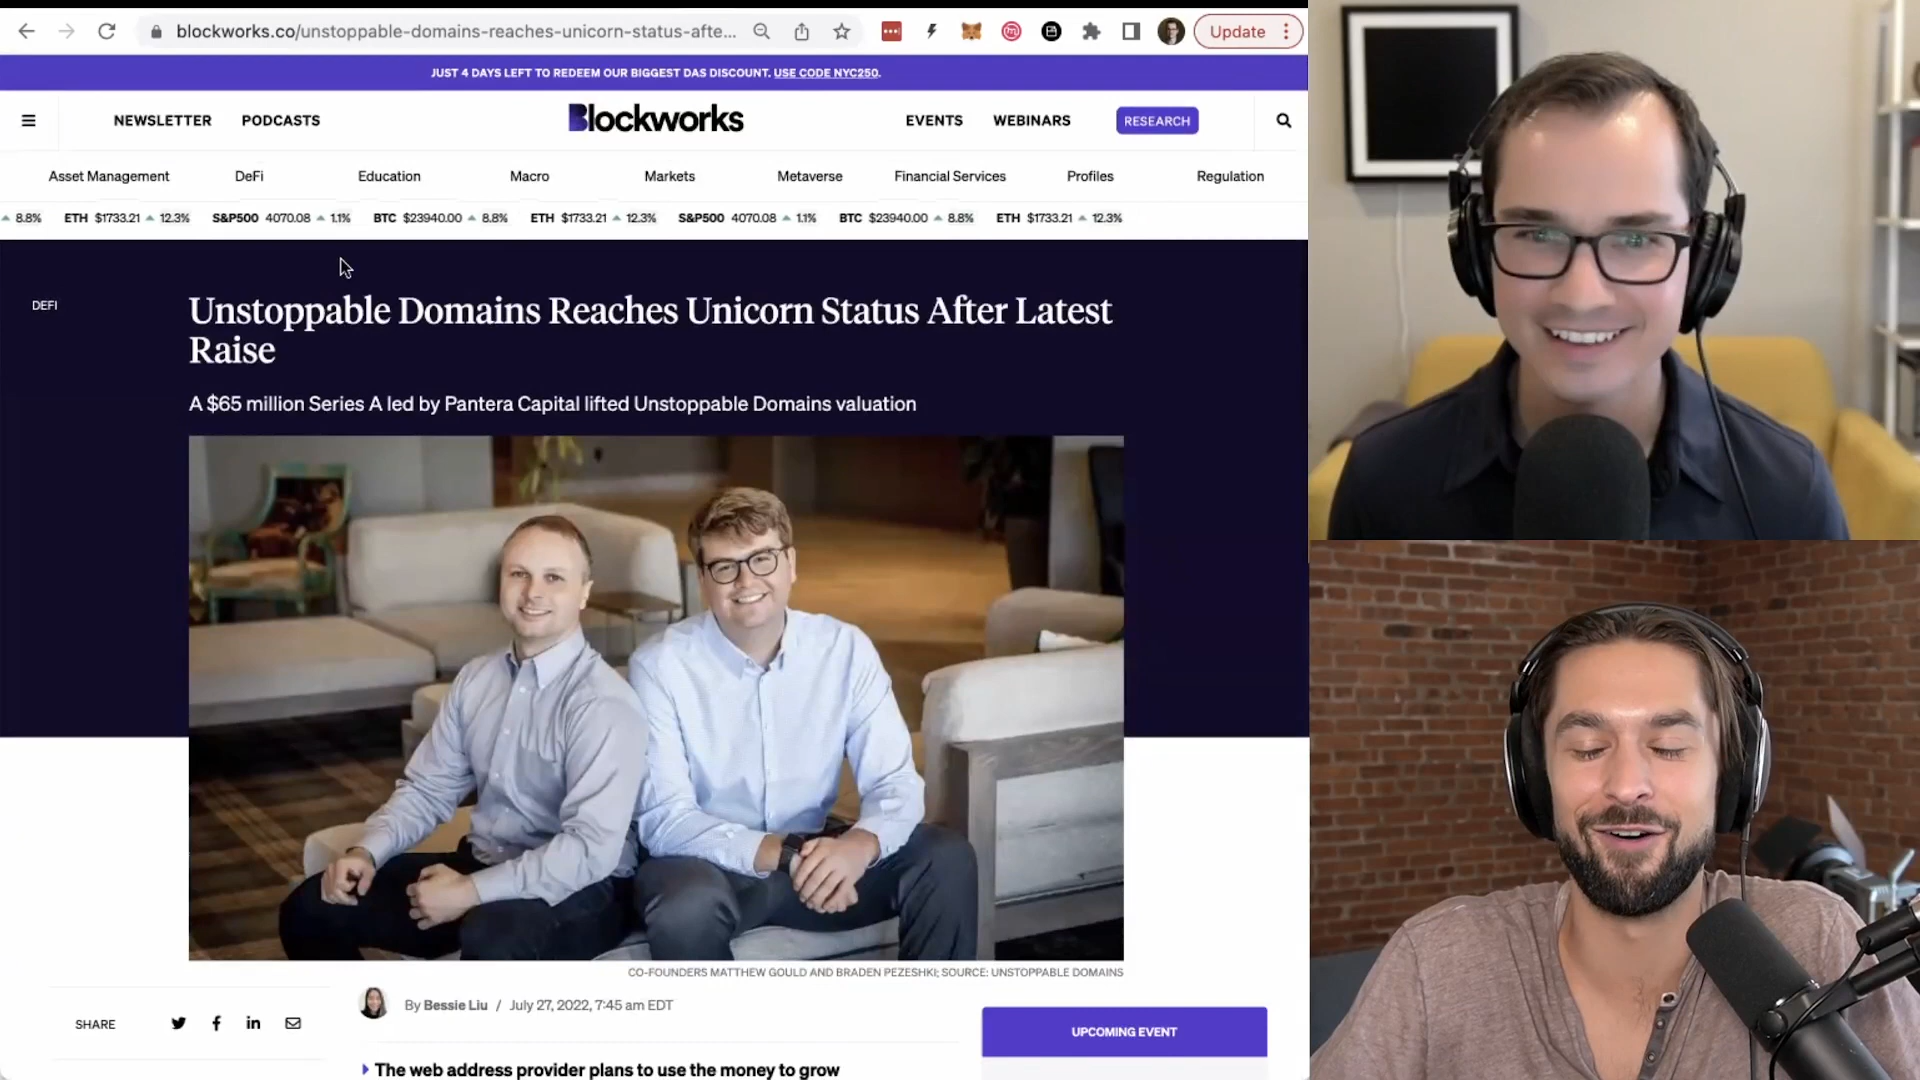 blockworks.co/unstoppable-domains-reaches-unicorn-status-afte...
Update
JUST 4 DAYS LEFT TO REDEEM OUR BIGGEST DAS DISCOUNT. USE CODE NYC250.
NEWSLETTER PODCASTS Blockworks EVENTS WEBINARS RESEARCH
Asset Management DeFi Education Macro Markets Metaverse Financial Services Profiles Regulation
8.8% ETH $1733.21 12.3% S&P500 4070.08 1.1% BTC $23940.00 8.8% ETH $1733.21 12.3% S&P500 4070.08 1.1% BTC $23940.00 8.8% ETH $1733.21 12.3%
DEFI
Unstoppable Domains Reaches Unicorn Status After Latest
Raise
A $65 million Series A led by Pantera Capital lifted Unstoppable Domains valuation
CO-FOUNDERS MATTHEW GOULD AND BRADEN PEZESHKI; SOURCE: UNSTOPPABLE DOMAINS
By Bessie Liu / July 27, 2022, 7:45 am EDT
SHARE
UPCOMING EVENT
The web address provider plans to use the money to grow